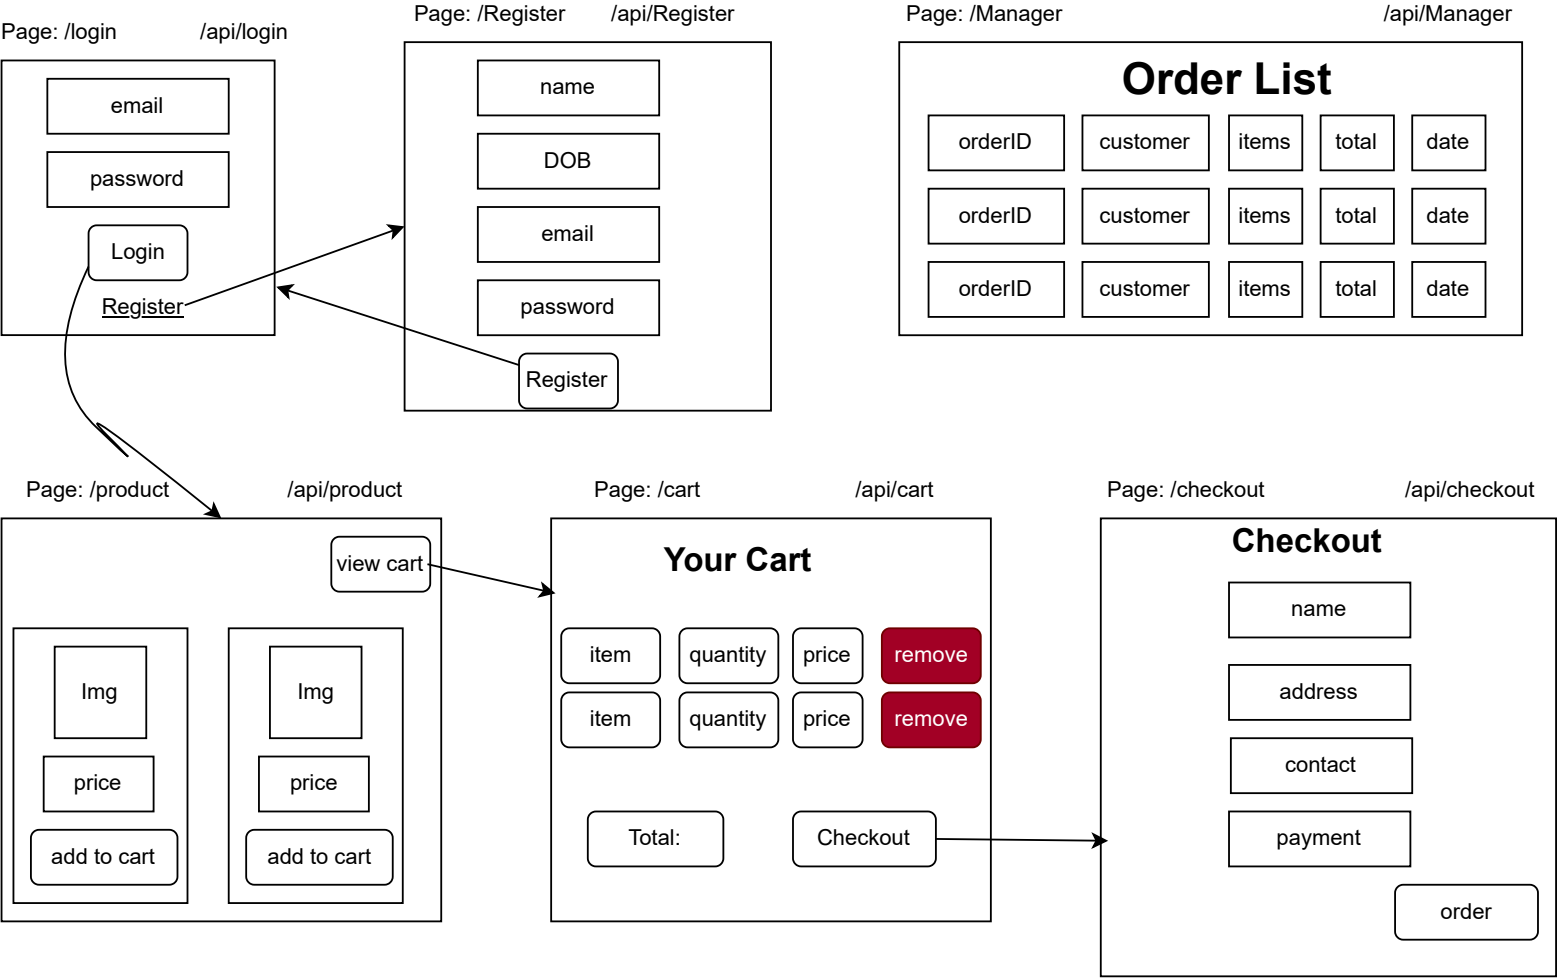 Page: /login
/api/login
email
password
Login
Register
Page: /Register
/api/Register
name
DOB
email
password
Register
Page: /Manager
/api/Manager
Order List
orderID customer items total date
orderID customer items total date
orderID customer items total date
Page: /product
/api/product
view cart
Img
price
add to cart
Img
price
add to cart
Page: /cart
/api/cart
Your Cart
item quantity price remove
item quantity price remove
Total:
Checkout
Page: /checkout
/api/checkout
Checkout
name
address
contact
payment
order